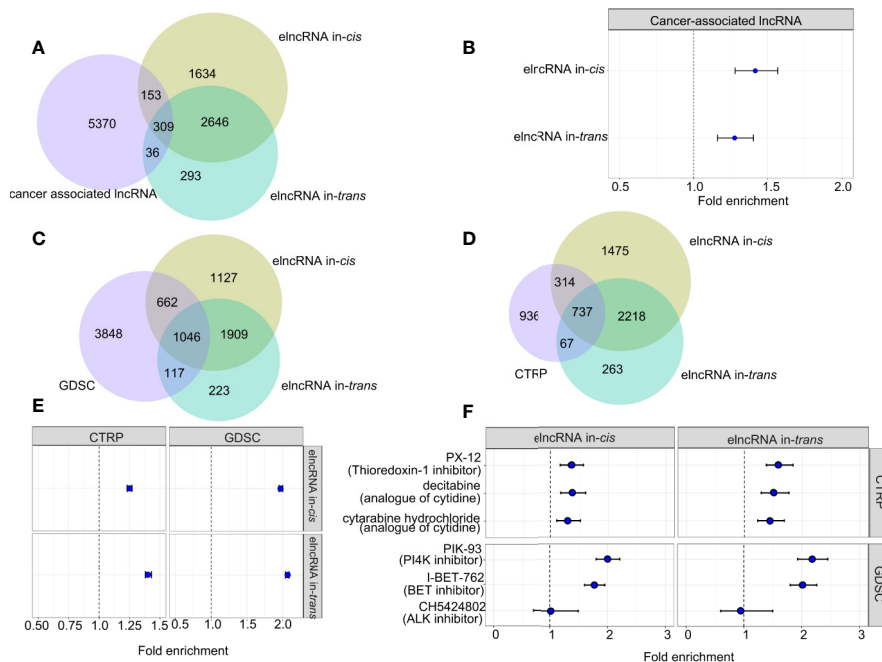 A
elncRNA in-cis
1634
153
5370
309
2646
36
293
cancer associated lncRNA
elncRNA in-trans
B
Cancer-associated lncRNA
elncRNA in-cis
elncRNA in-trans
0.5 1.0 1.5 2.0
Fold enrichment
C
elncRNA in-cis
1127
662
3848
1046
1909
117
223
GDSC
elncRNA in-trans
D
1475
elncRNA in-cis
314
936
737
2218
67
263
CTRP
elncRNA in-trans
E
CTRP GDSC
elncRNA in-cis
elncRNA in-trans
0.50 0.75 1.0 1.25 1.5 0.5 1.0 1.5 2.0
Fold enrichment
F
elncRNA in-cis elncRNA in-trans
PX-12
(Thioredoxin-1 inhibitor)
decitabine
(analogue of cytidine)
cytarabine hydrochloride
(analogue of cytidine)
CTRP
PIK-93
(PI4K inhibitor)
I-BET-762
(BET inhibitor)
CH5424802
(ALK inhibitor)
GDSC
0 1 2 3 0 1 2 3
Fold enrichment